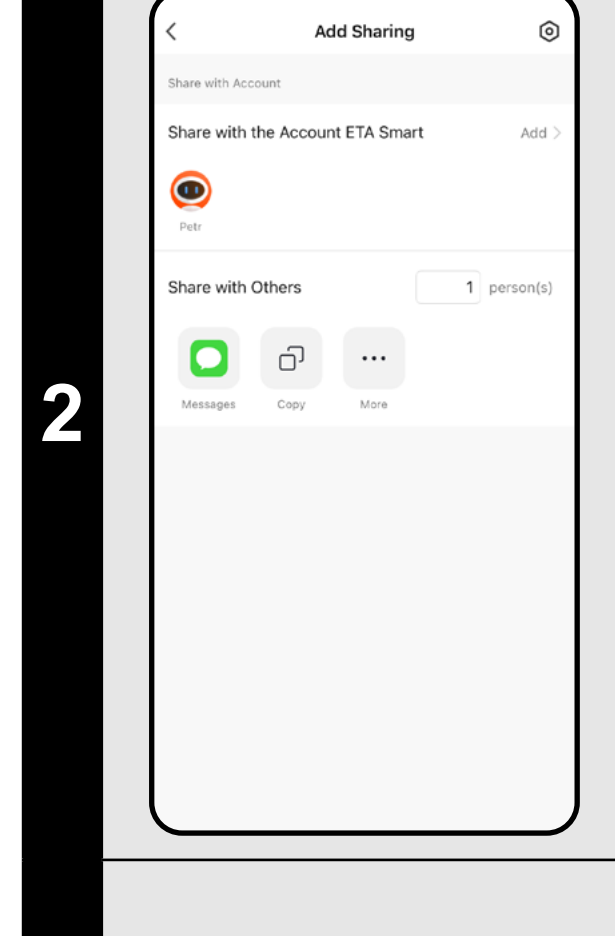 Add Sharing
Share with Account
Share with the Account ETA Smart Add
Petr
Share with Others 1 person(s)
Messages Copy More
2